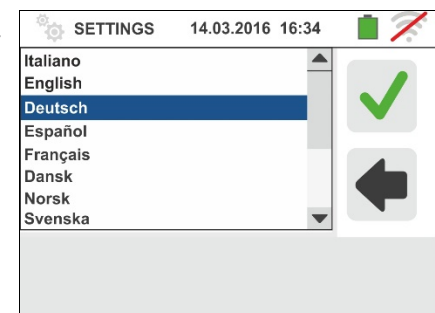 SETTINGS 14.03.2016 16:34
Italiano
English
Deutsch
Español
Français
Dansk
Norsk
Svenska